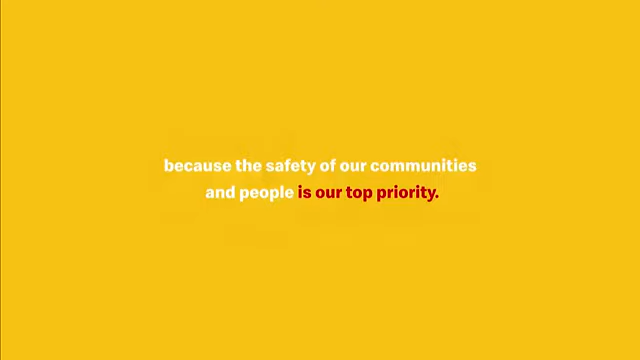 because the safety of our communities
and people is our top priority.